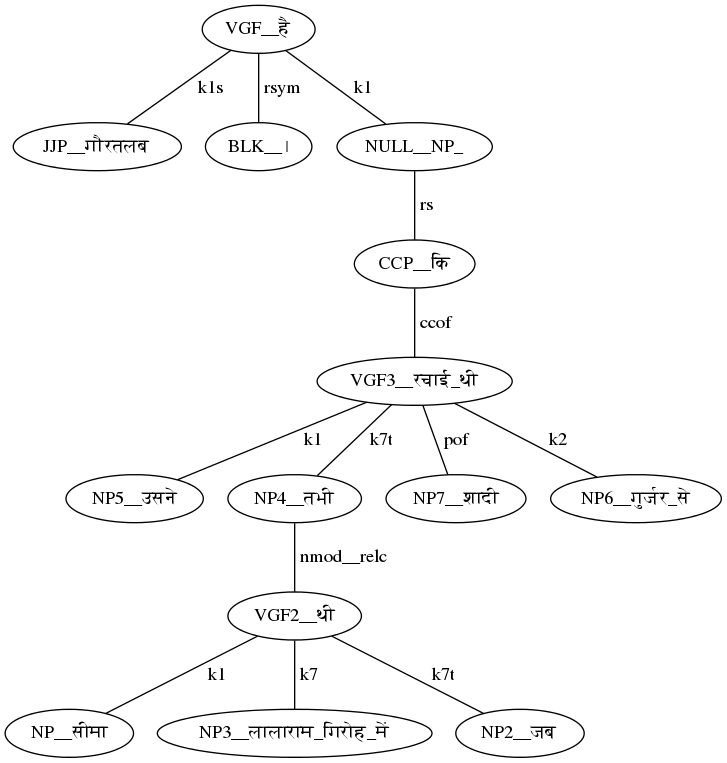 VGF__है
k1s rsym k1
JJP__गौरतलब BLK__। NULL__NP_
rs
CCP__कि
ccof
VGF3__रचाई_थी
k1 k7t pof k2
NP5__उसने NP4__तभी NP7__शादी NP6__गुर्जर_से
nmod__relc
VGF2__थी
k1 k7 k7t
NP__सीमा NP3__लालाराम_गिरोह_में NP2__जब